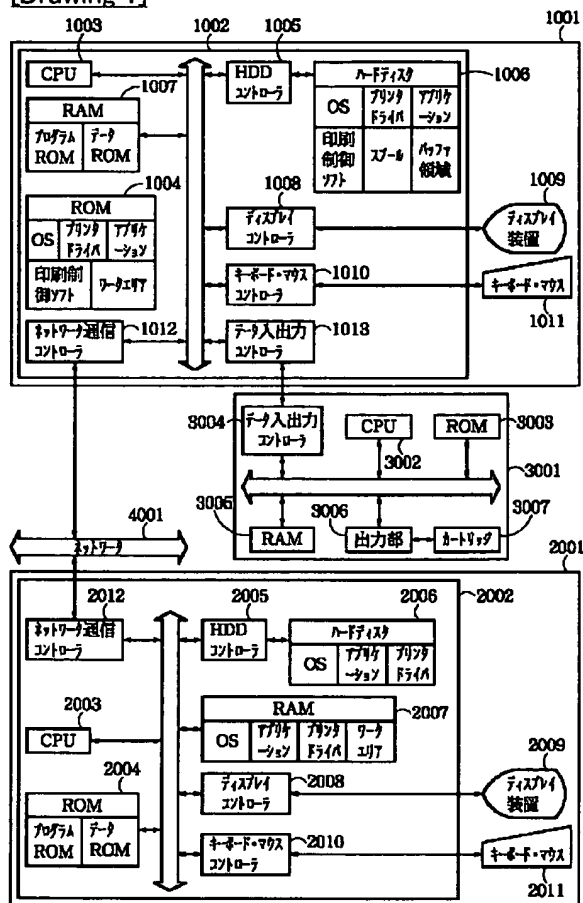 [Drawing 1]
1001
1003
1002
1005
CPU
HDD
コントローラ
ハードディスク
1006
OS
プリンタ
ドライバ
アプリケ
ーション
印刷
制御
ソフト
スプール
バッファ
領域
1007
RAM
プログラム
ROM
データ
ROM
1004
ROM
OS
プリンタ
ドライバ
アプリケ
ーション
印刷制
御ソフト
ワークエリア
1008
ディスプレイ
コントローラ
1009
ディスプレイ
装置
1010
キーボード・マウス
コントローラ
キーボード・マウス
1011
1012
ネットワーク通信
コントローラ
1013
データ入出力
コントローラ
3004
データ入出力
コントローラ
CPU
3002
ROM
3003
3001
3005
RAM
3006
出力部
3007
カートリッジ
4001
ネットワーク
2001
2012
ネットワーク通信
コントローラ
2005
HDD
コントローラ
2006
2002
ハードディスク
OS
アプリケ
ーション
プリンタ
ドライバ
2003
CPU
RAM
2007
OS
アプリケ
ーション
プリンタ
ドライバ
ワーク
エリア
2004
ROM
プログラム
ROM
データ
ROM
2008
ディスプレイ
コントローラ
2009
ディスプレイ
装置
2010
キーボード・マウス
コントローラ
キーボード・マウス
2011